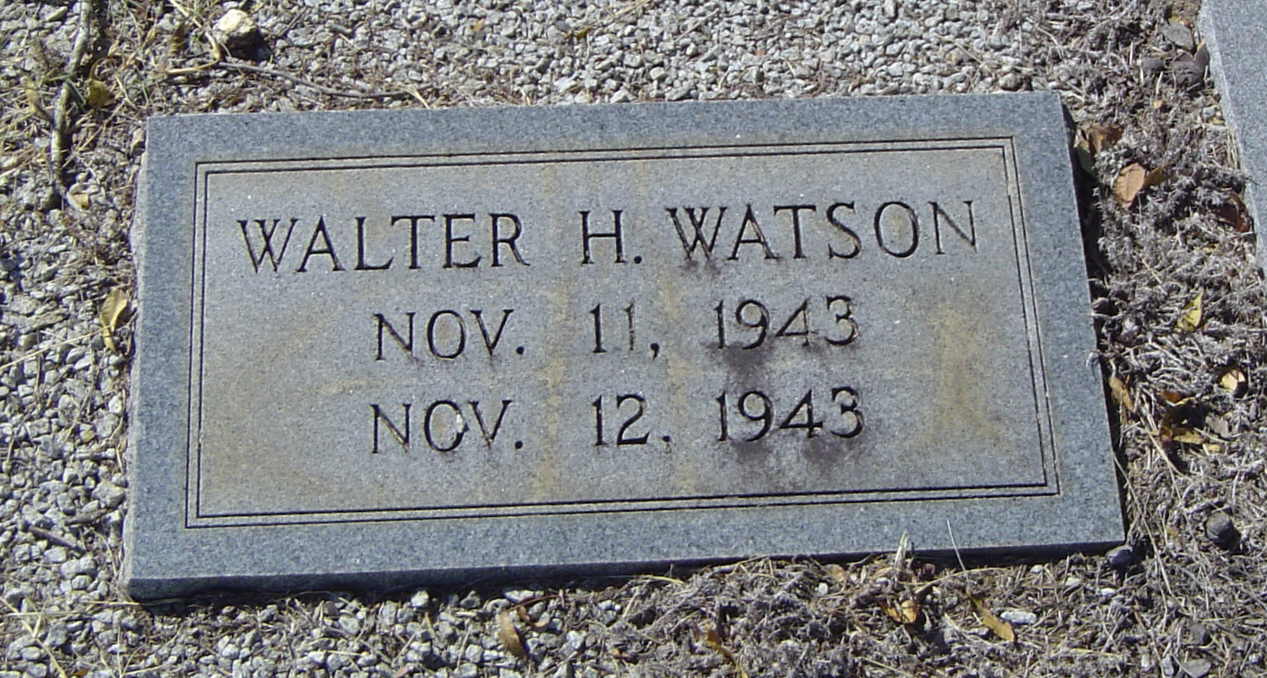 WALTER H. WATSON
NOV. 11, 1943
NOV. 12, 1943